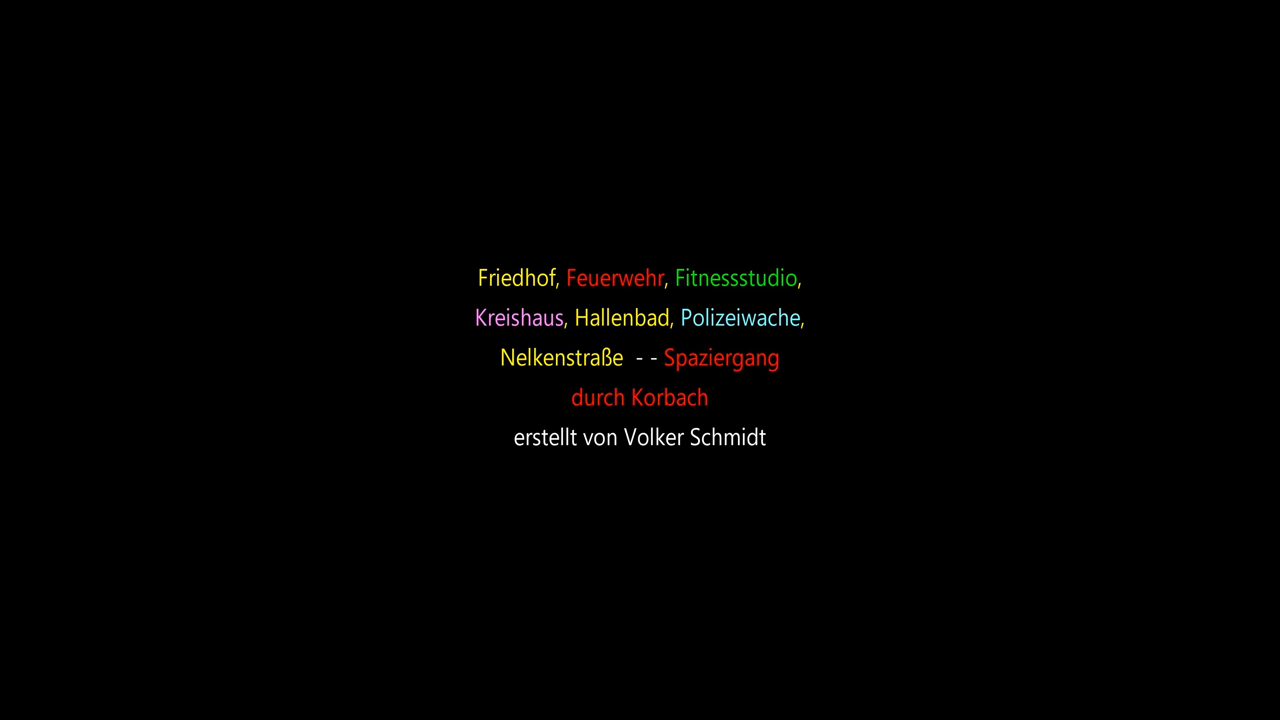 Friedhof, Feuerwehr, Fitnessstudio,
Kreishaus, Hallenbad, Polizeiwache,
Nelkenstraße - - Spaziergang
durch Korbach
erstellt von Volker Schmidt